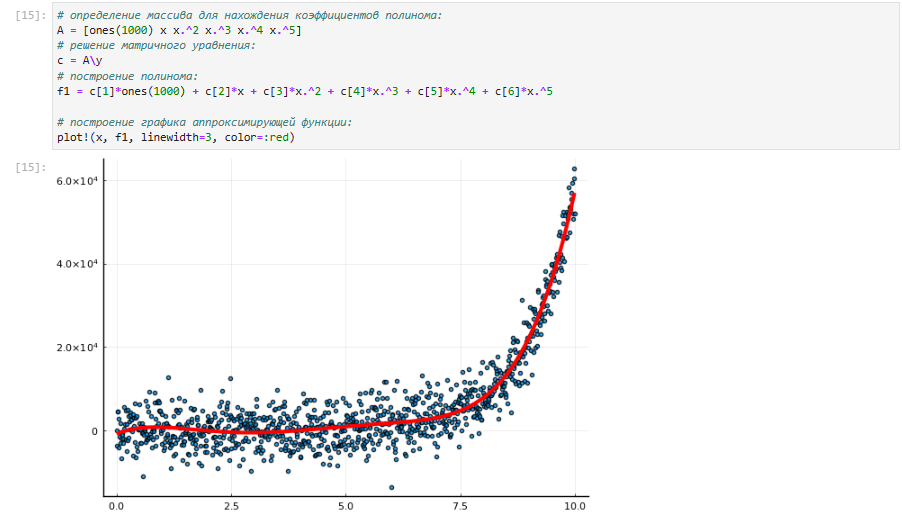 [15]: # определение массива для нахождения коэффициентов полинома:
A = [ones(1000) x x.^2 x.^3 x.^4 x.^5]
# решение матричного уравнения:
c = A\y
# построение полинома:
f1 = c[1]*ones(1000) + c[2]*x + c[3]*x.^2 + c[4]*x.^3 + c[5]*x.^4 + c[6]*x.^5
# построение графика аппроксимирующей функции:
plot!(x, f1, linewidth=3, color=:red)
[15]:
6.0×10⁴
4.0×10⁴
2.0×10⁴
0
0.0 2.5 5.0 7.5 10.0